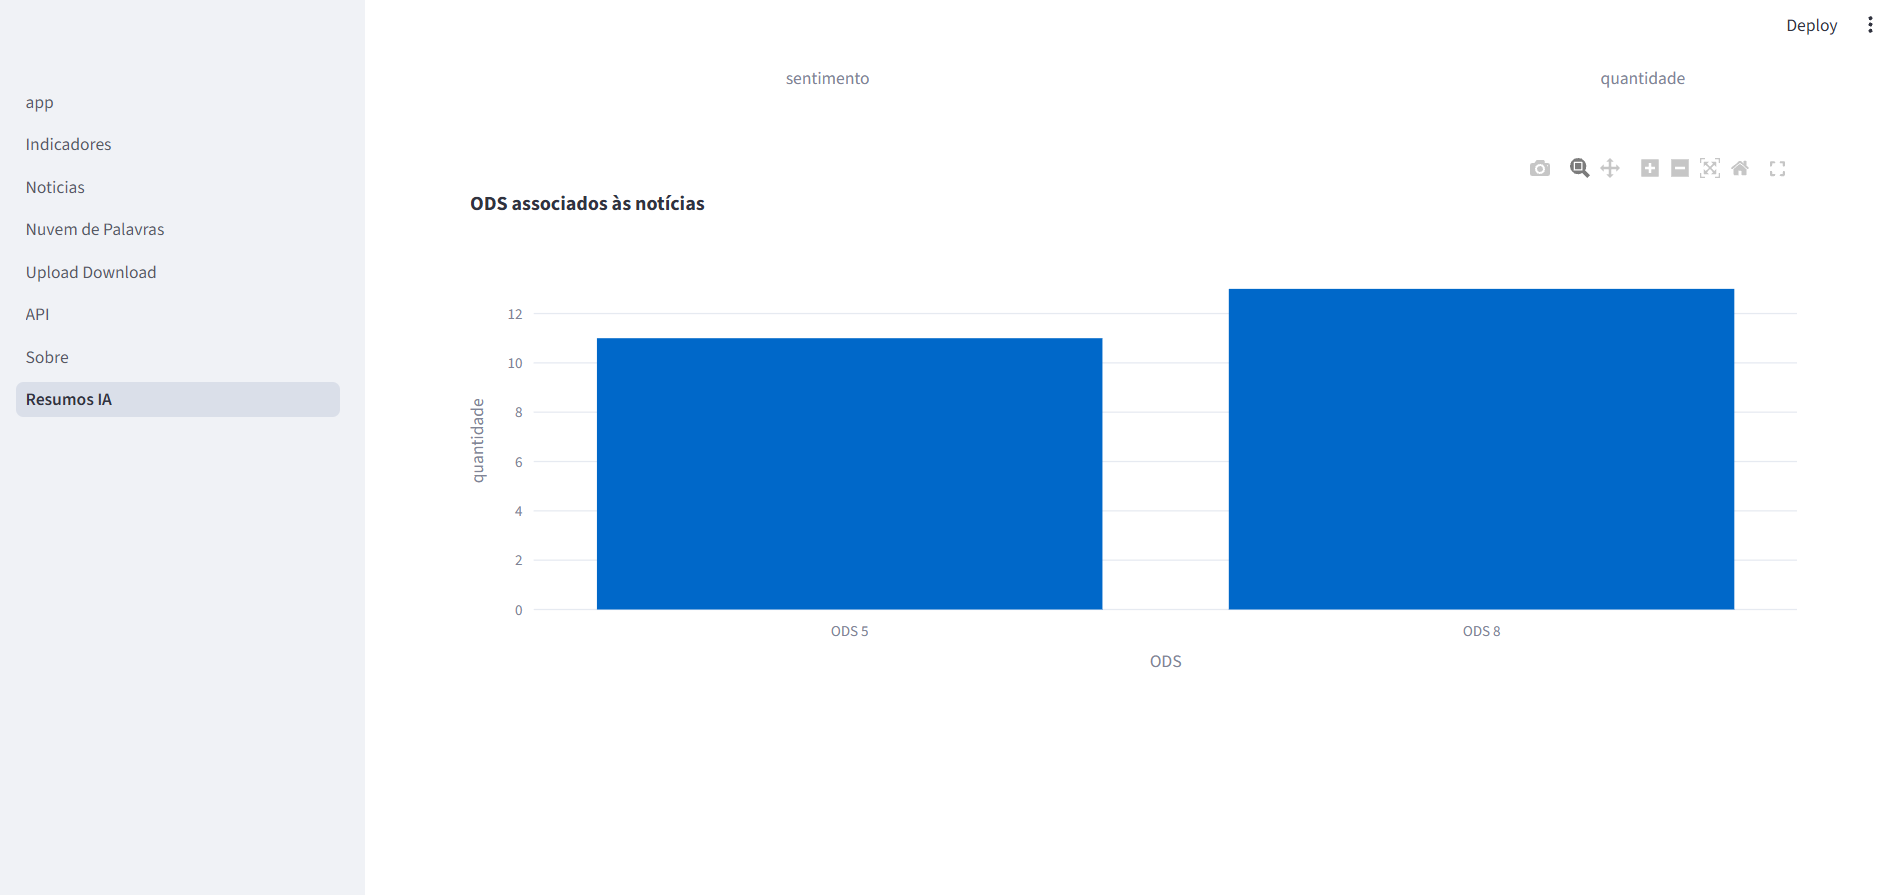 Deploy
app
Indicadores
Noticias
Nuvem de Palavras
Upload Download
API
Sobre
Resumos IA
sentimento
quantidade
ODS associados às notícias
12
10
8
6
4
2
0
quantidade
ODS 5
ODS 8
ODS